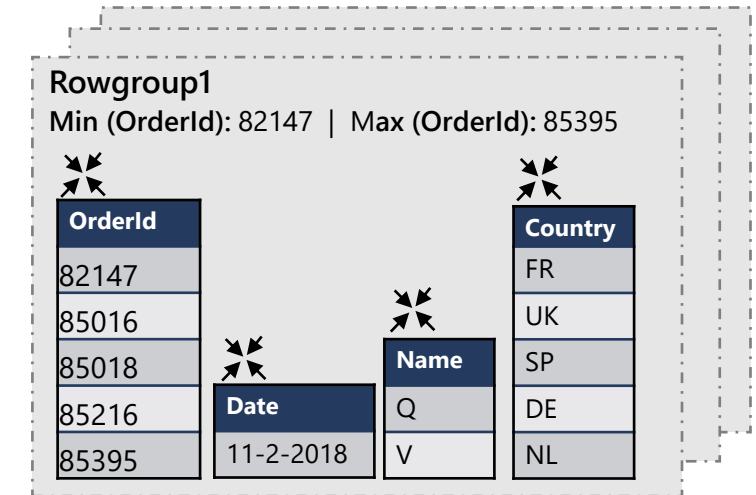 Rowgroup1
Min (OrderId): 82147 | Max (OrderId): 85395
OrderId
82147
85016
85018
85216
85395
Date
11-2-2018
Name
Q
V
Country
FR
UK
SP
DE
NL